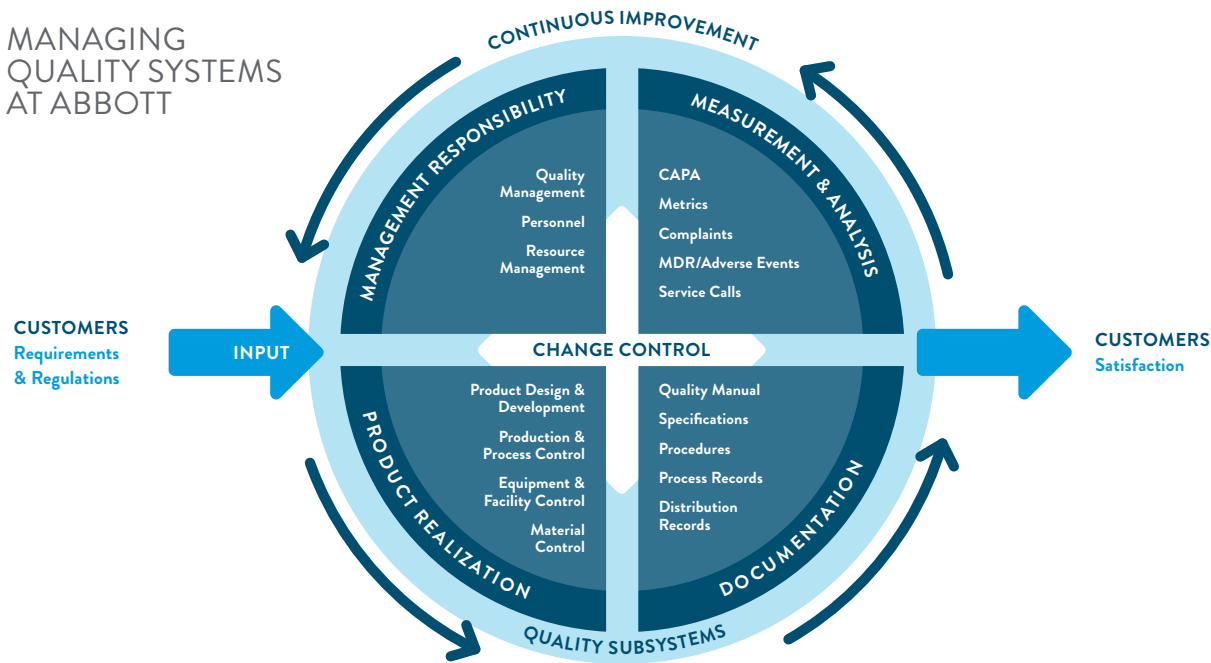 MANAGING
QUALITY SYSTEMS
AT ABBOTT
CONTINUOUS IMPROVEMENT
MANAGEMENT RESPONSIBILITY
Quality
Management
Personnel
Resource
Management
MEASUREMENT & ANALYSIS
CAPA
Metrics
Complaints
MDR/Adverse Events
Service Calls
CUSTOMERS
Requirements
& Regulations
INPUT
CHANGE CONTROL
CUSTOMERS
Satisfaction
PRODUCT REALIZATION
Product Design &
Development
Production &
Process Control
Equipment &
Facility Control
Material
Control
DOCUMENTATION
Quality Manual
Specifications
Procedures
Process Records
Distribution
Records
QUALITY SUBSYSTEMS